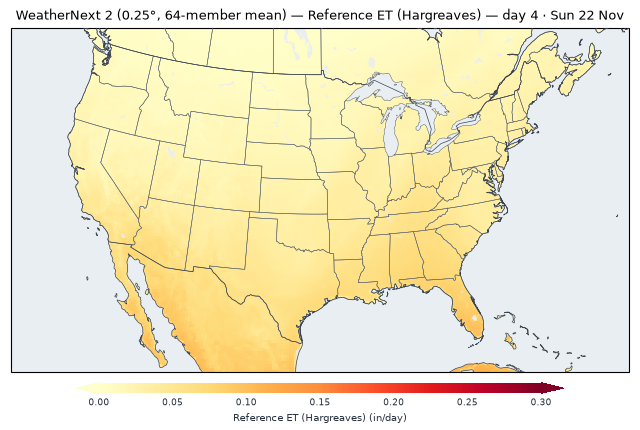 WeatherNext 2 (0.25°, 64-member mean) — Reference ET (Hargreaves) — day 4 · Sun 22 Nov
0.00 0.05 0.10 0.15 0.20 0.25 0.30
Reference ET (Hargreaves) (in/day)